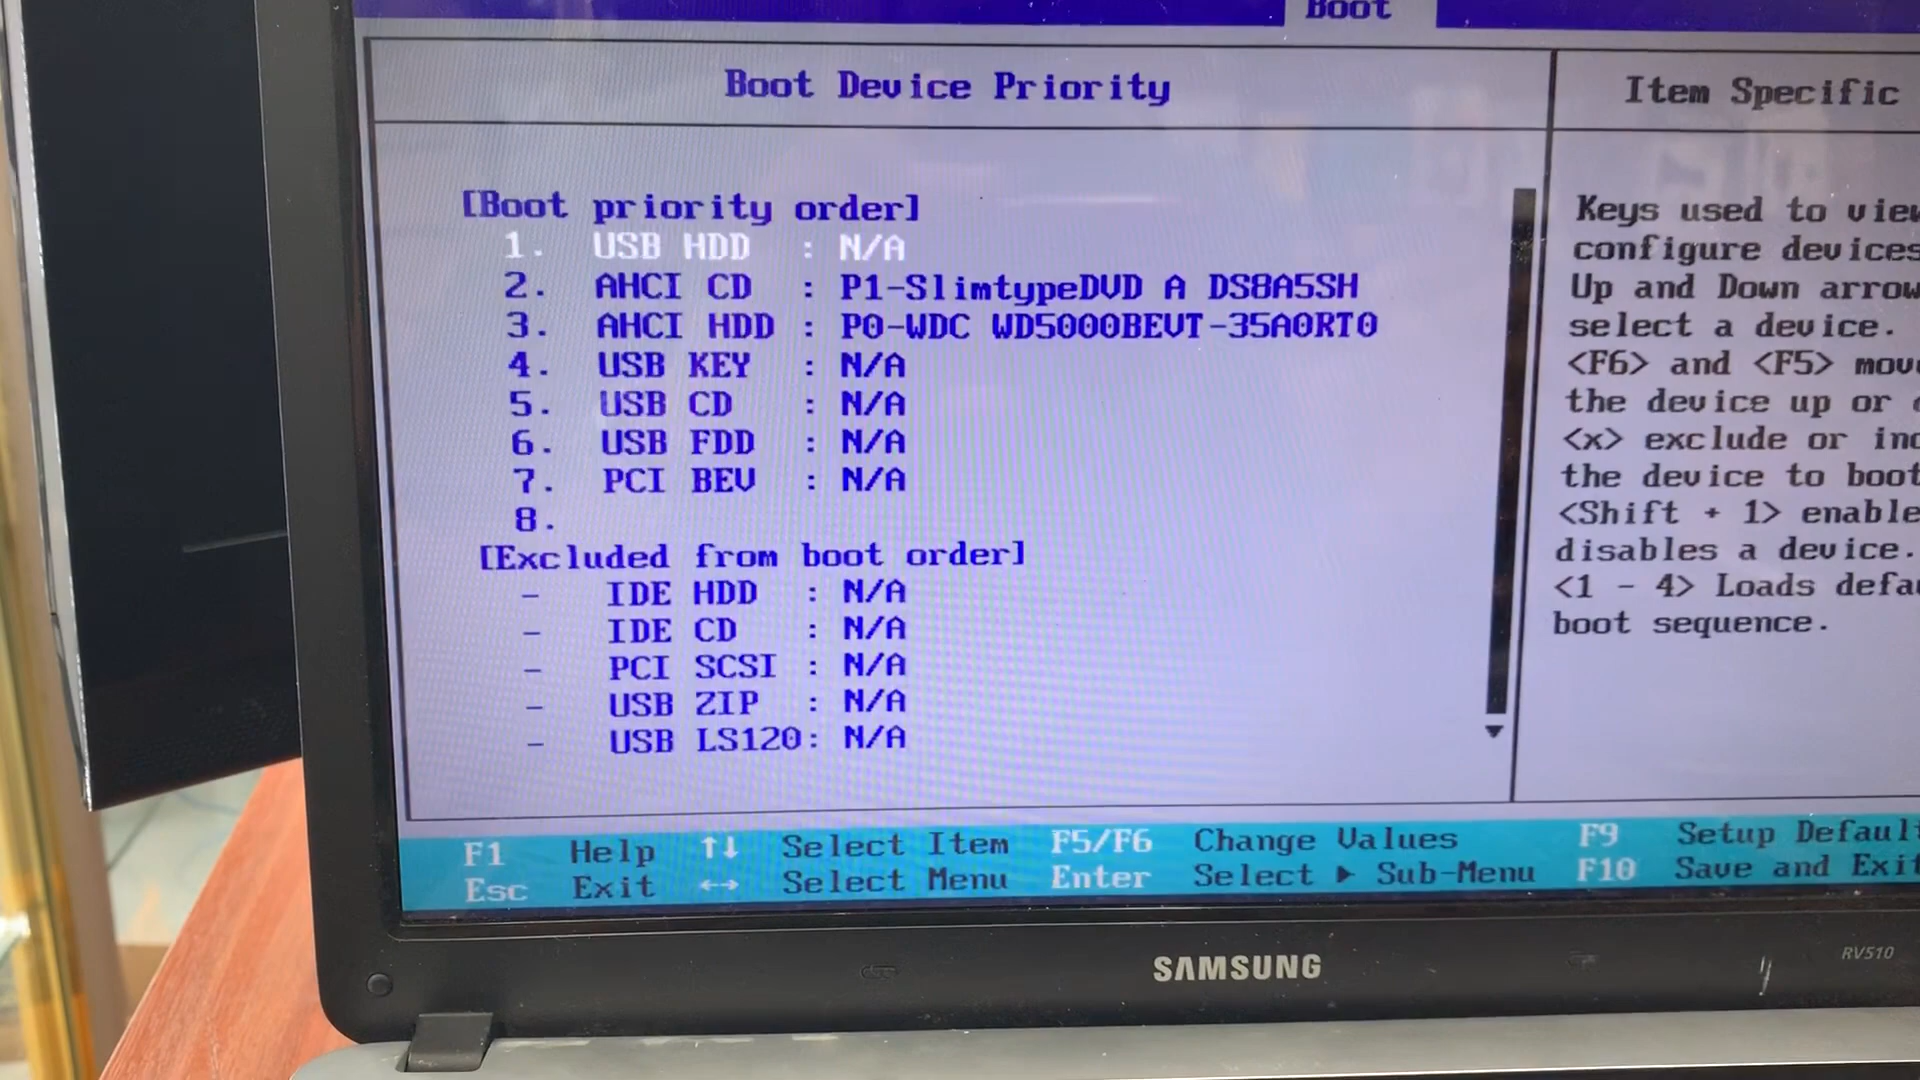 Boot
Boot Device Priority
Item Specific
[Boot priority order]
1. USB HDD : N/A
2. AHCI CD : P1-SlimtypeDVD A DS8A5SH
3. AHCI HDD : P0-WDC WD5000BEVT-35A0RT0
4. USB KEY : N/A
5. USB CD : N/A
6. USB FDD : N/A
7. PCI BEV : N/A
8.
[Excluded from boot order]
- IDE HDD : N/A
- IDE CD : N/A
- PCI SCSI : N/A
- USB ZIP : N/A
- USB LS120: N/A
Keys used to view
configure devices
Up and Down arrow
select a device.
<F6> and <F5> mov
the device up or
<x> exclude or inc
the device to boot
<Shift + 1> enable
disables a device.
<1 - 4> Loads defa
boot sequence.
F1 Help ↑↓ Select Item F5/F6 Change Values F9 Setup Default
Esc Exit ↔ Select Menu Enter Select ▶ Sub-Menu F10 Save and Exit
SAMSUNG
RV510